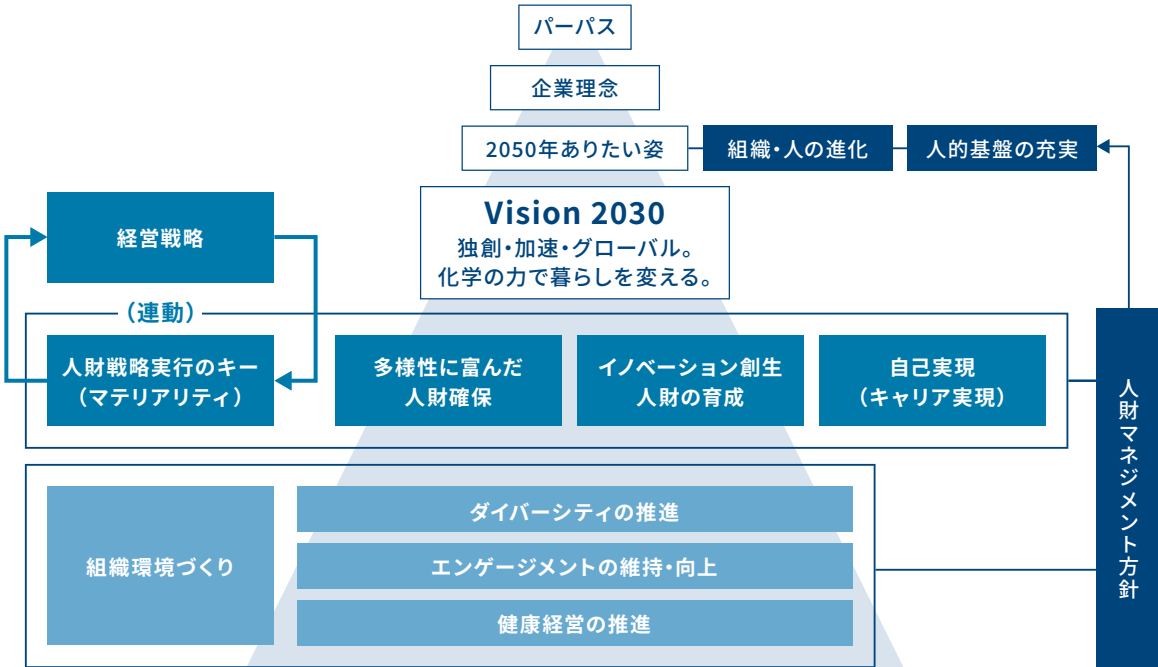 パーパス
企業理念
2050年ありたい姿
組織・人の進化
人的基盤の充実
Vision 2030
独創・加速・グローバル。
化学の力で暮らしを変える。
経営戦略
（連動）
人財戦略実行のキー
（マテリアリティ）
多様性に富んだ
人財確保
イノベーション創生
人財の育成
自己実現
（キャリア実現）
人財マネジメント方針
組織環境づくり
ダイバーシティの推進
エンゲージメントの維持・向上
健康経営の推進